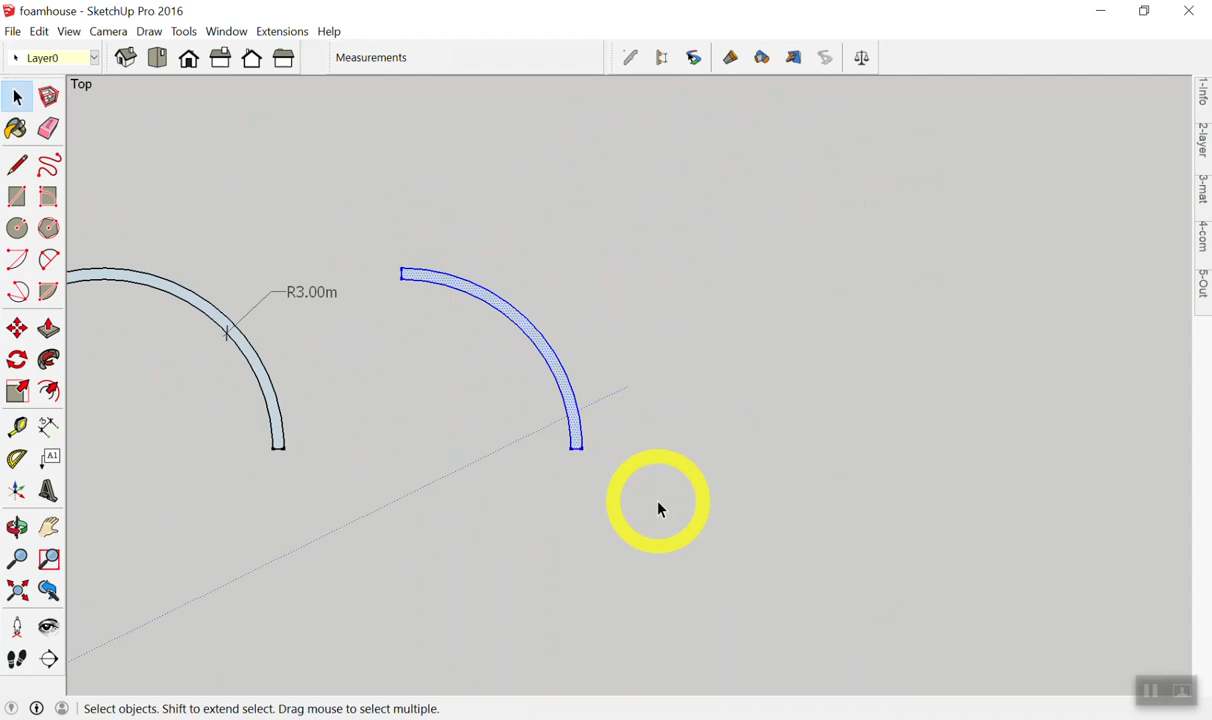 foamhouse - SketchUp Pro 2016
File Edit View Camera Draw Tools Window Extensions Help
Layer0
Measurements
Top
R3.00m
A1
1-Info
2-layer
3-mat
4-com
5-Out
Select objects. Shift to extend select. Drag mouse to select multiple.